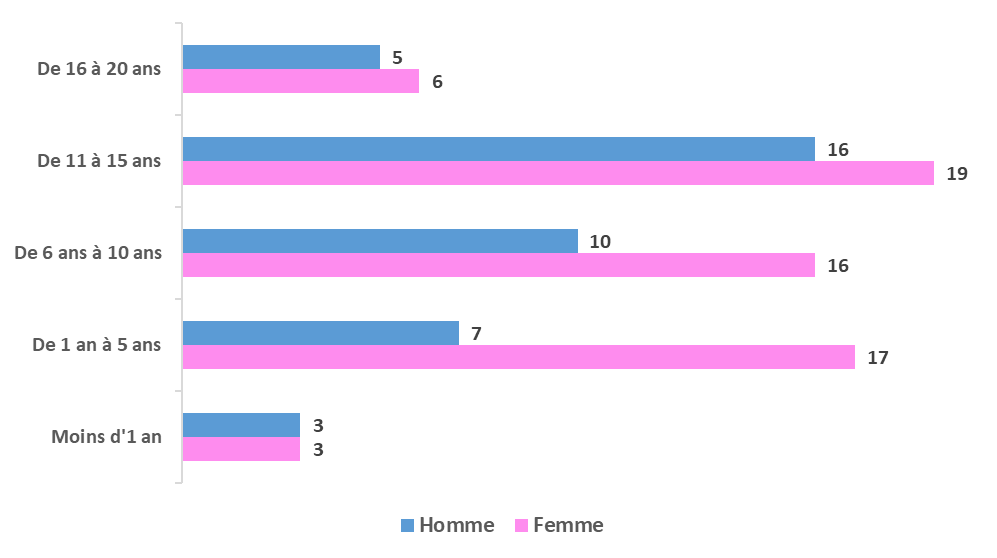 De 16 à 20 ans
5
6
De 11 à 15 ans
16
19
De 6 ans à 10 ans
10
16
De 1 an à 5 ans
7
17
Moins d'1 an
3
3
Homme Femme